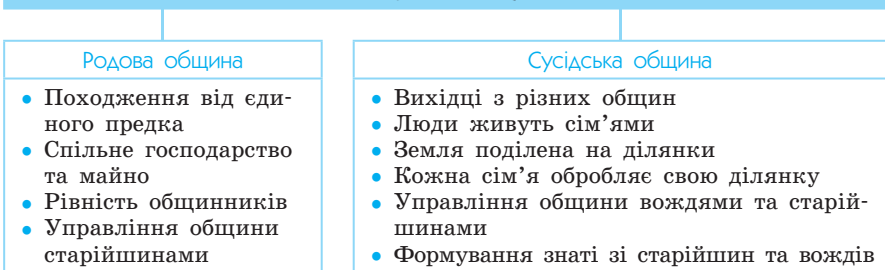 Родова община
Походження від єди-
ного предка
Спільне господарство
та майно
Рівність общинників
Управління общини
старійшинами
Сусідська община
Вихідці з різних общин
Люди живуть сім’ями
Земля поділена на ділянки
Кожна сім’я обробляє свою ділянку
Управління общини вождями та старій-
шинами
Формування знаті зі старійшин та вождів